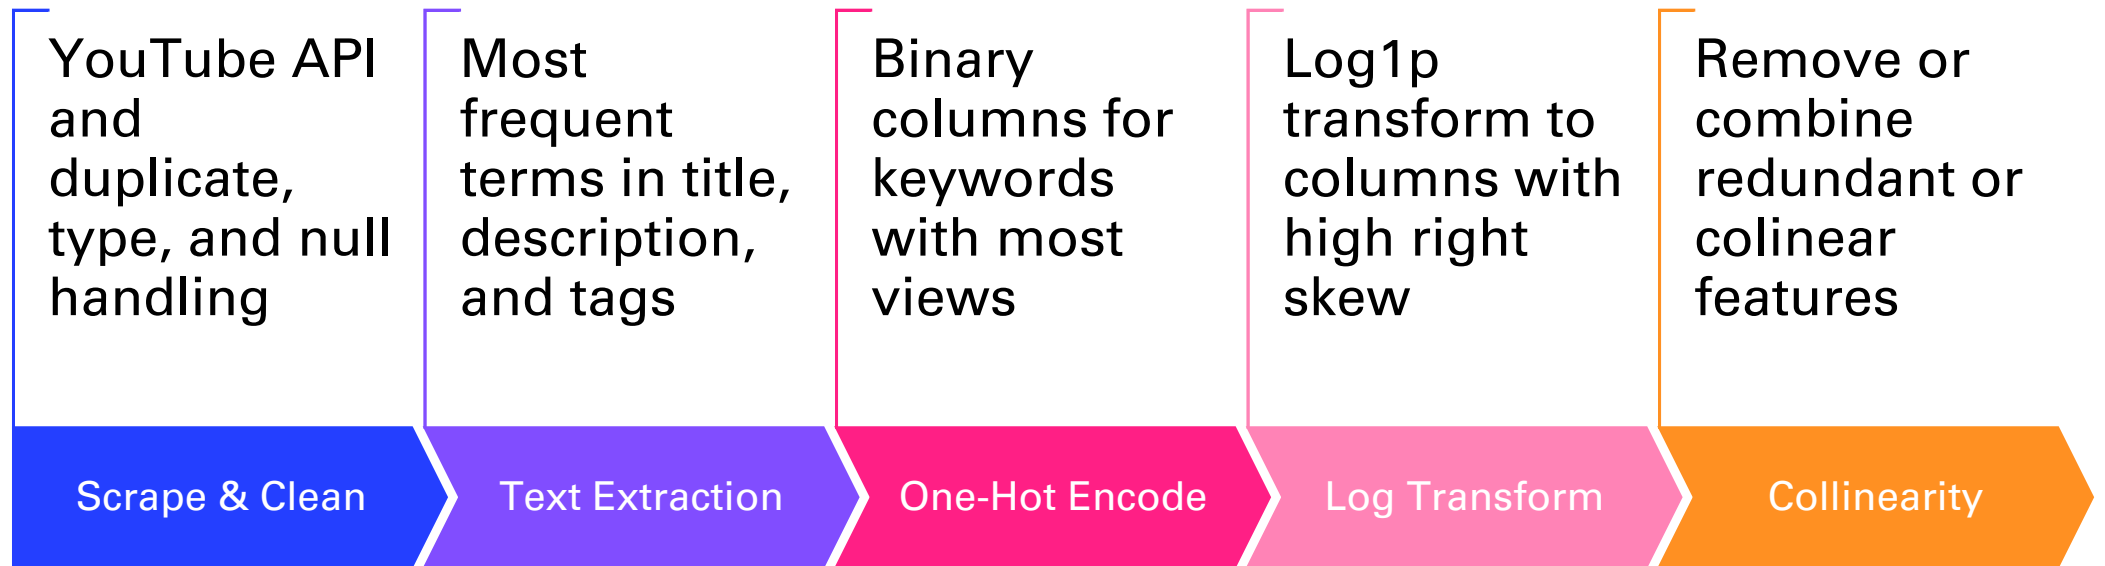 YouTube API
and
duplicate,
type, and null
handling
Most
frequent
terms in title,
description,
and tags
Binary
columns for
keywords
with most
views
Log1p
transform to
columns with
high right
skew
Remove or
combine
redundant or
colinear
features
Scrape & Clean
Text Extraction
One-Hot Encode
Log Transform
Collinearity